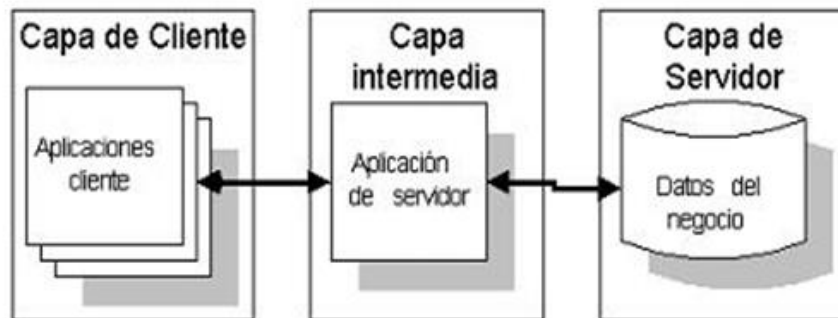 Capa de Cliente
Aplicaciones
cliente
Capa
intermedia
Aplicación
de servidor
Capa de
Servidor
Datos del
negocio